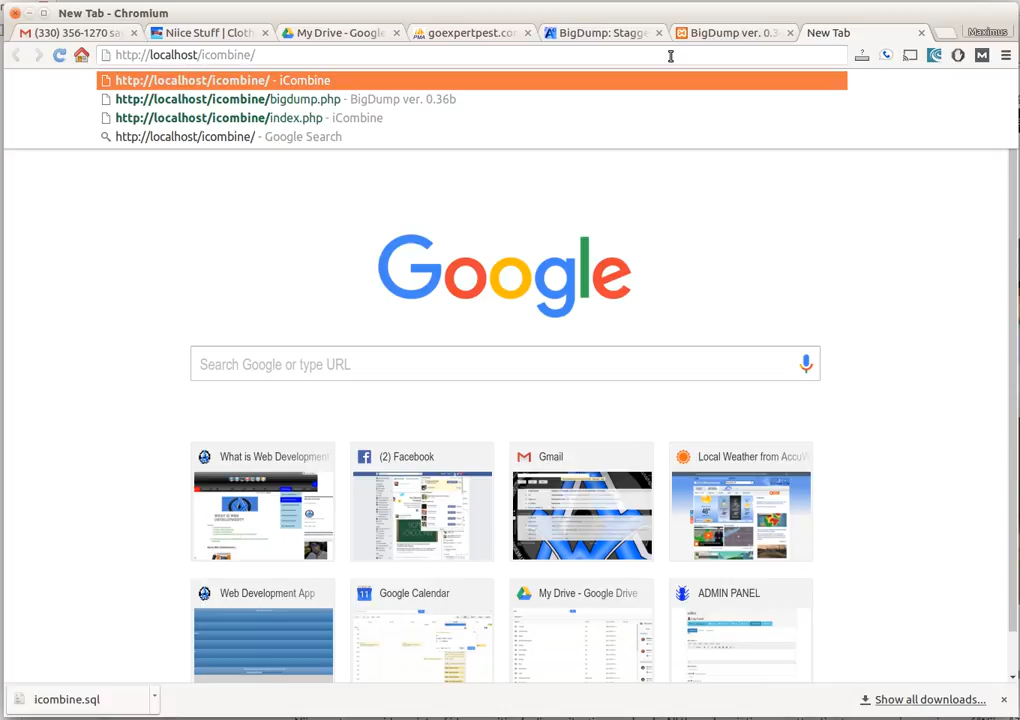 New Tab - Chromium
(330) 356-1270 sa
Niice Stuff | Cloth
My Drive - Google
goexpertpest.co
BigDump: Stagge
BigDump ver. 0.3
New Tab
Maximus
http://localhost/icombine/
http://localhost/icombine/ - iCombine
http://localhost/icombine/bigdump.php - BigDump ver. 0.36b
http://localhost/icombine/index.php - iCombine
http://localhost/icombine/ - Google Search
Google
Search Google or type URL
What is Web Development
(2) Facebook
Gmail
Local Weather from AccuW
Web Development App
Google Calendar
My Drive - Google Drive
ADMIN PANEL
icombine.sql
Show all downloads...